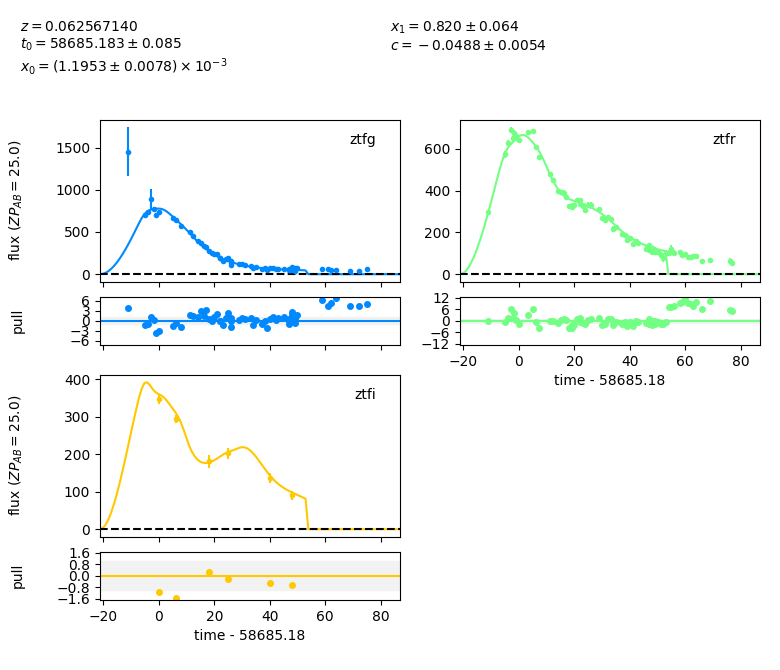 z = 0.062567140
t₀ = 58685.183 ± 0.085
x₀ = (1.1953 ± 0.0078) × 10⁻³
x₁ = 0.820 ± 0.064
c = −0.0488 ± 0.0054
ztfg
flux (ZP_AB = 25.0)
1500
1000
500
0
pull
6
3
0
−3
−6
ztfr
600
400
200
0
12
6
0
−6
−12
−20 0 20 40 60 80
time - 58685.18
ztfi
flux (ZP_AB = 25.0)
400
300
200
100
0
pull
1.6
0.8
0.0
−0.8
−1.6
−20 0 20 40 60 80
time - 58685.18